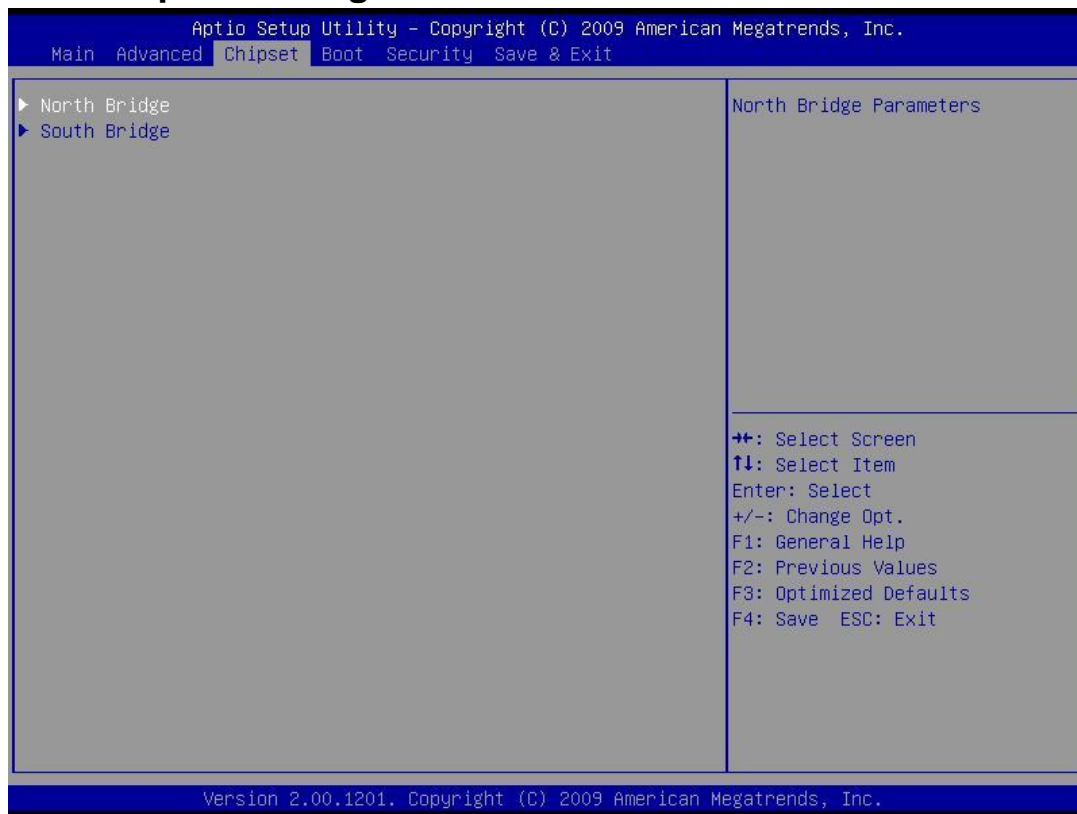 Aptio Setup Utility - Copyright (C) 2009 American Megatrends, Inc.
Main Advanced Chipset Boot Security Save & Exit
▶ North Bridge
▶ South Bridge
North Bridge Parameters
→←: Select Screen
↑↓: Select Item
Enter: Select
+/-: Change Opt.
F1: General Help
F2: Previous Values
F3: Optimized Defaults
F4: Save ESC: Exit
Version 2.00.1201. Copyright (C) 2009 American Megatrends, Inc.